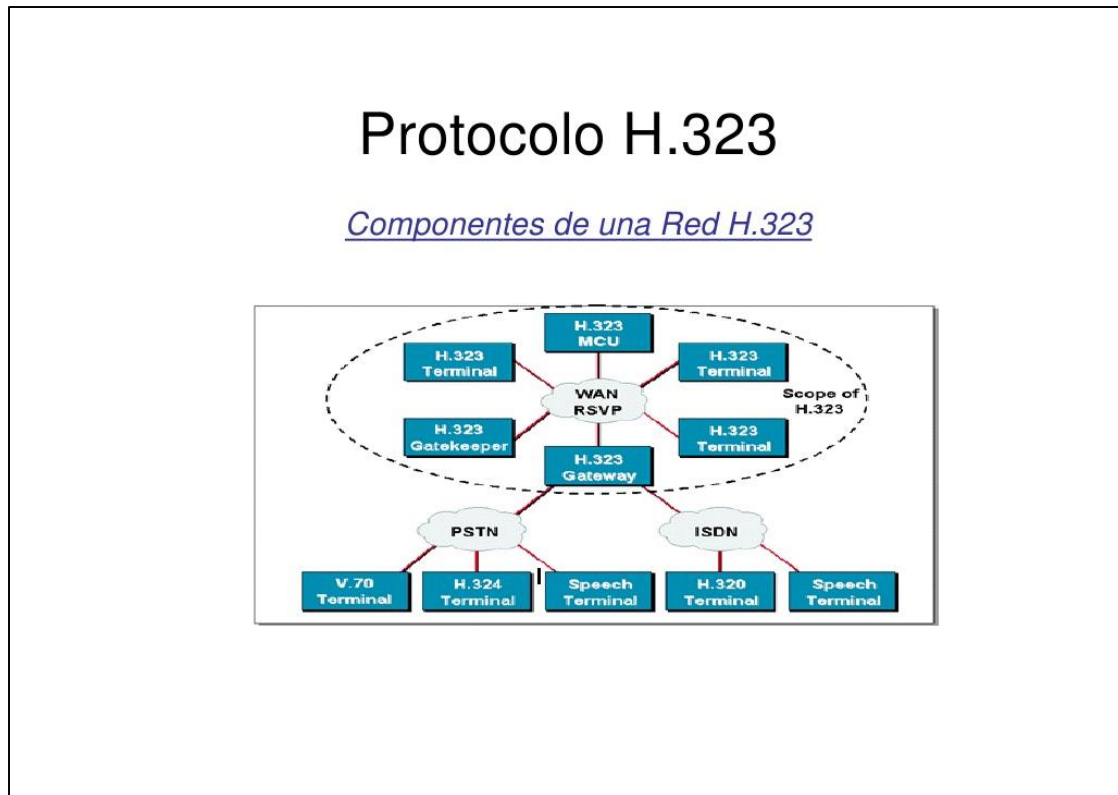 Protocolo H.323
Componentes de una Red H.323
H.323
MCU
H.323
Terminal
H.323
Terminal
WAN
RSVP
Scope of
H.323
H.323
Gatekeeper
H.323
Terminal
H.323
Gateway
PSTN
ISDN
V.70
Terminal
H.324
Terminal
Speech
Terminal
H.320
Terminal
Speech
Terminal